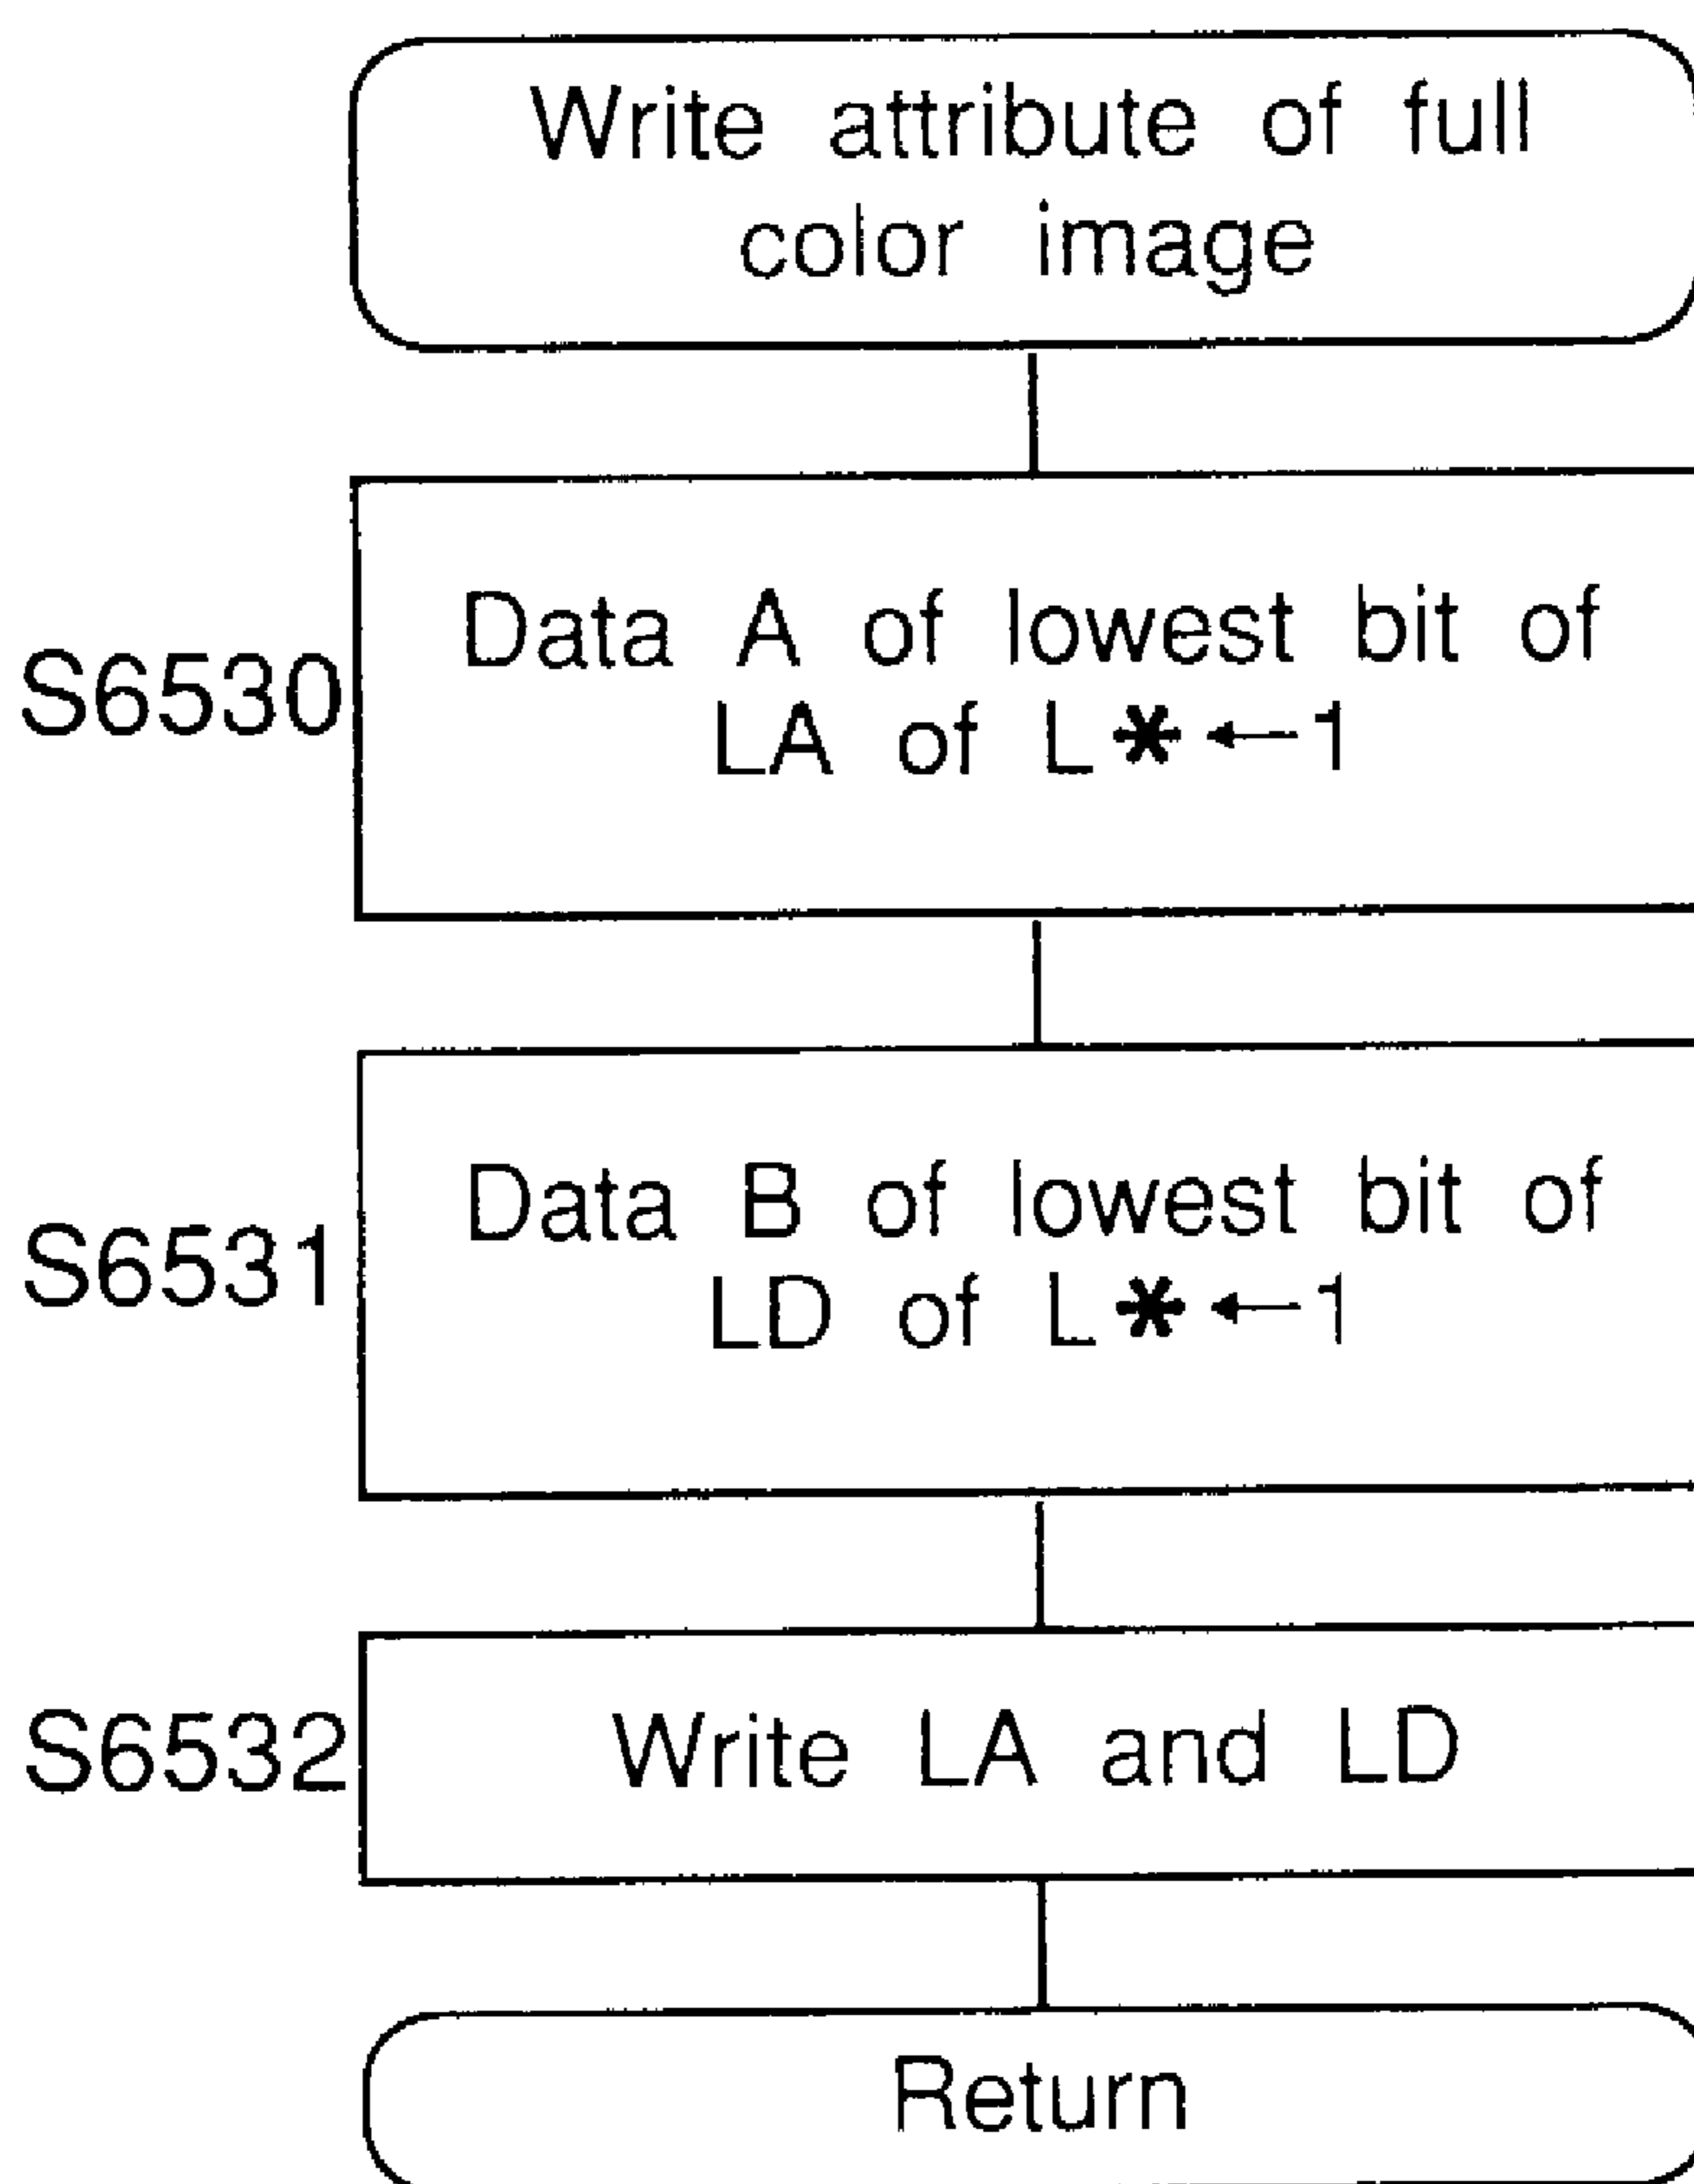 Write attribute of full
color image
S6530
Data A of lowest bit of
LA of L*←1
S6531
Data B of lowest bit of
LD of L*←1
S6532
Write LA and LD
Return